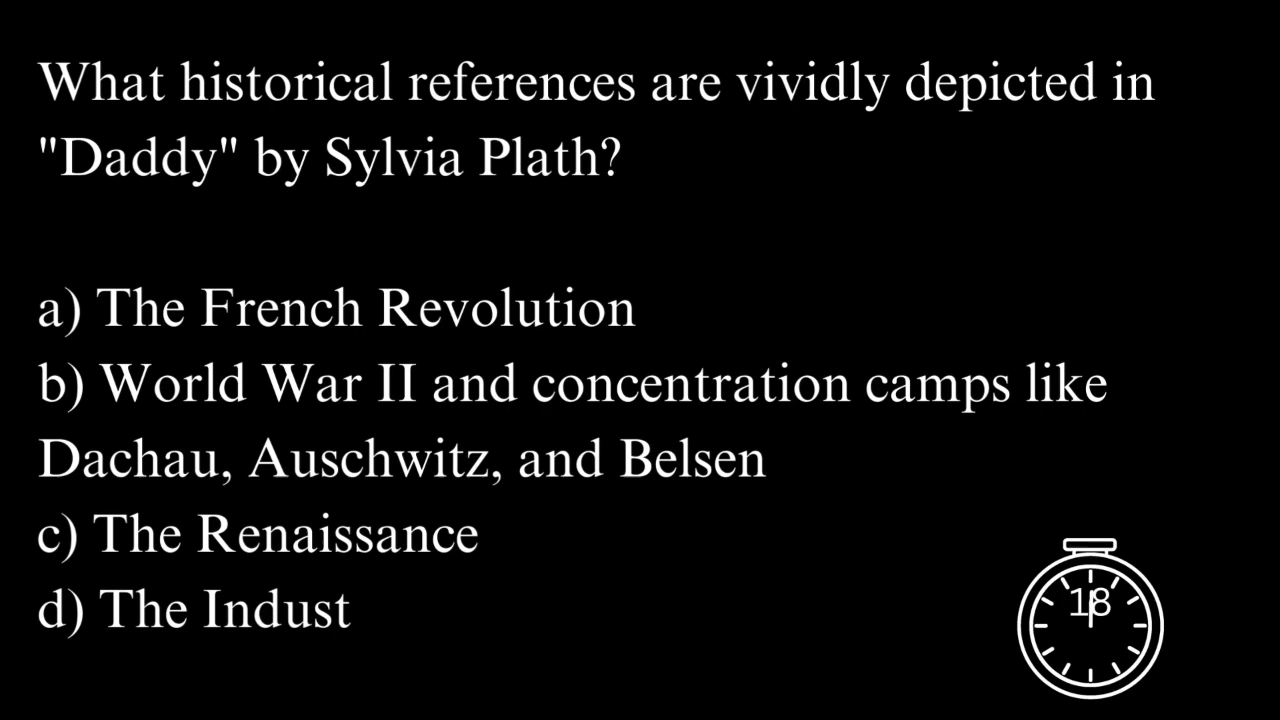 What historical references are vividly depicted in
"Daddy" by Sylvia Plath?
a) The French Revolution
b) World War II and concentration camps like
Dachau, Auschwitz, and Belsen
c) The Renaissance
d) The Indust
18